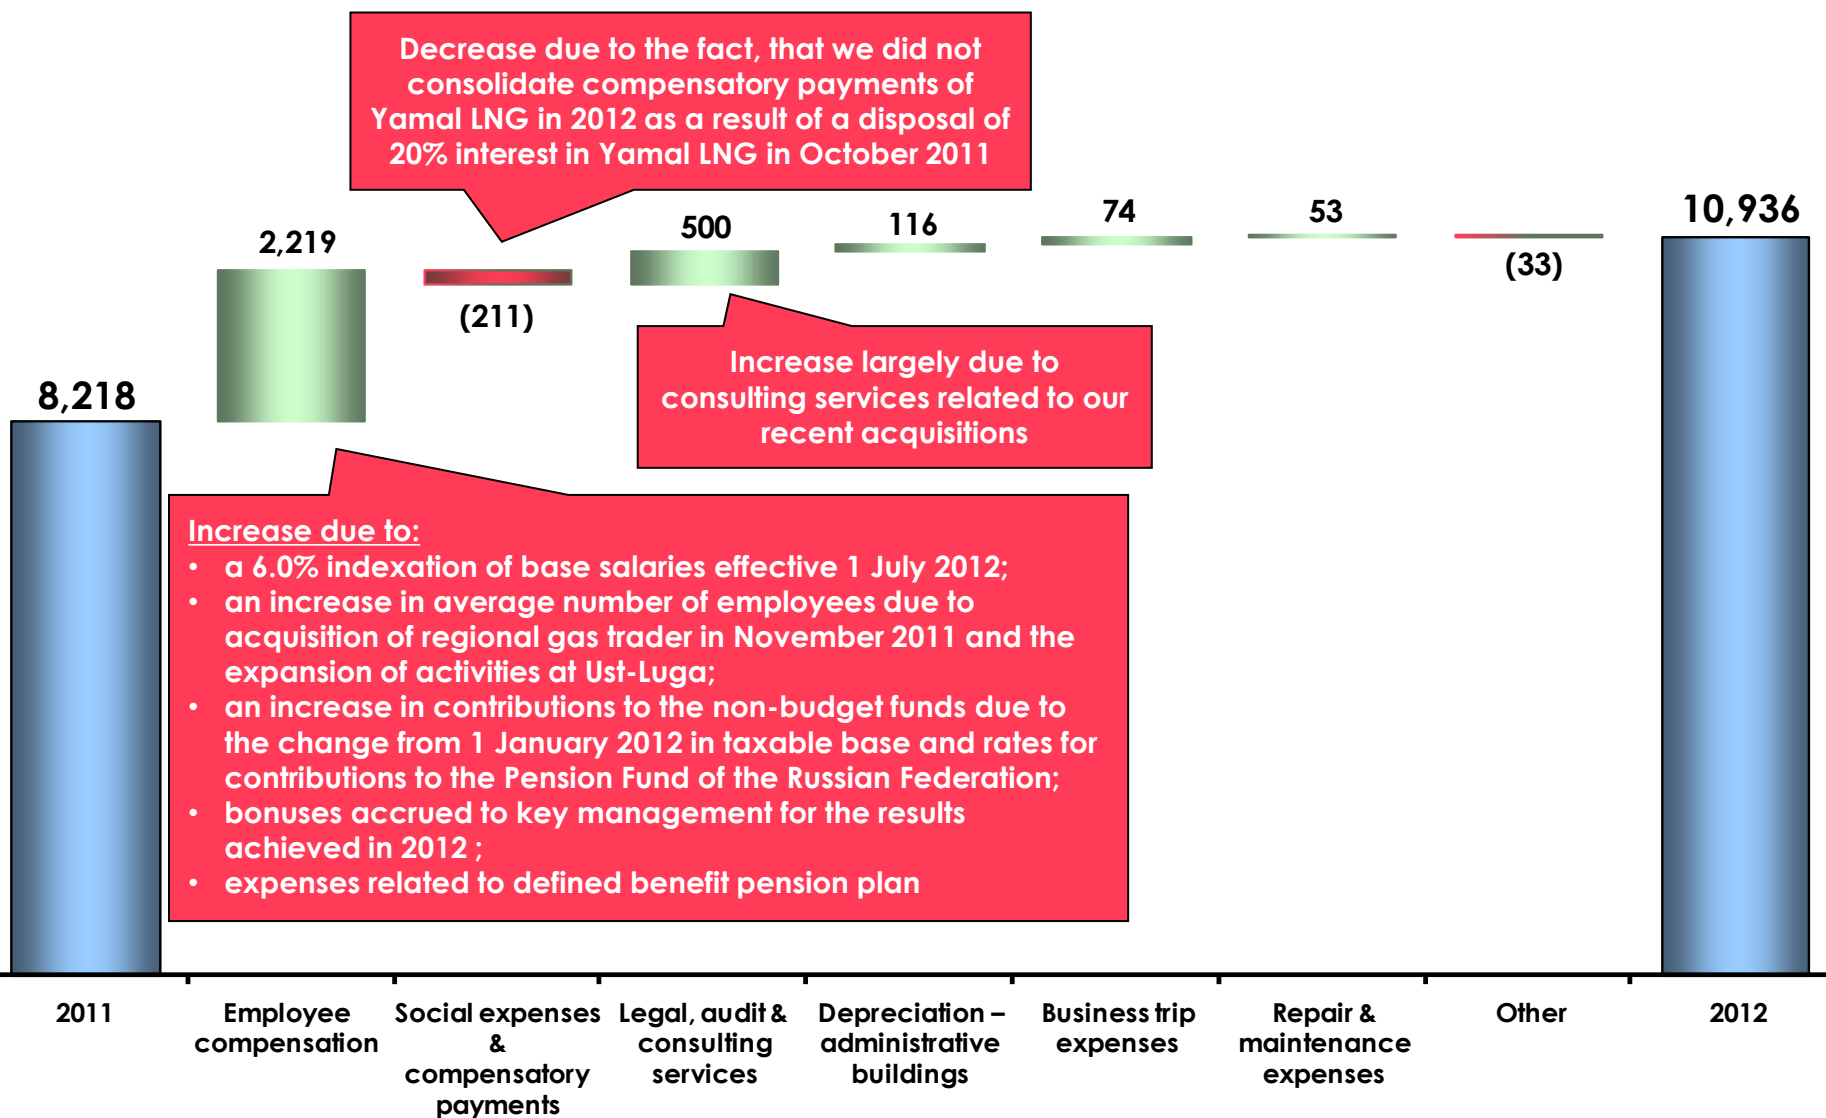 Decrease due to the fact, that we did not
consolidate compensatory payments of
Yamal LNG in 2012 as a result of a disposal of
20% interest in Yamal LNG in October 2011
8,218
2,219
(211)
500
116
74
53
(33)
10,936
Increase largely due to
consulting services related to our
recent acquisitions
Increase due to:
• a 6.0% indexation of base salaries effective 1 July 2012;
• an increase in average number of employees due to
acquisition of regional gas trader in November 2011 and the
expansion of activities at Ust-Luga;
• an increase in contributions to the non-budget funds due to
the change from 1 January 2012 in taxable base and rates for
contributions to the Pension Fund of the Russian Federation;
• bonuses accrued to key management for the results
achieved in 2012 ;
• expenses related to defined benefit pension plan
2011
Employee
compensation
Social expenses
&
compensatory
payments
Legal, audit &
consulting
services
Depreciation –
administrative
buildings
Business trip
expenses
Repair &
maintenance
expenses
Other
2012